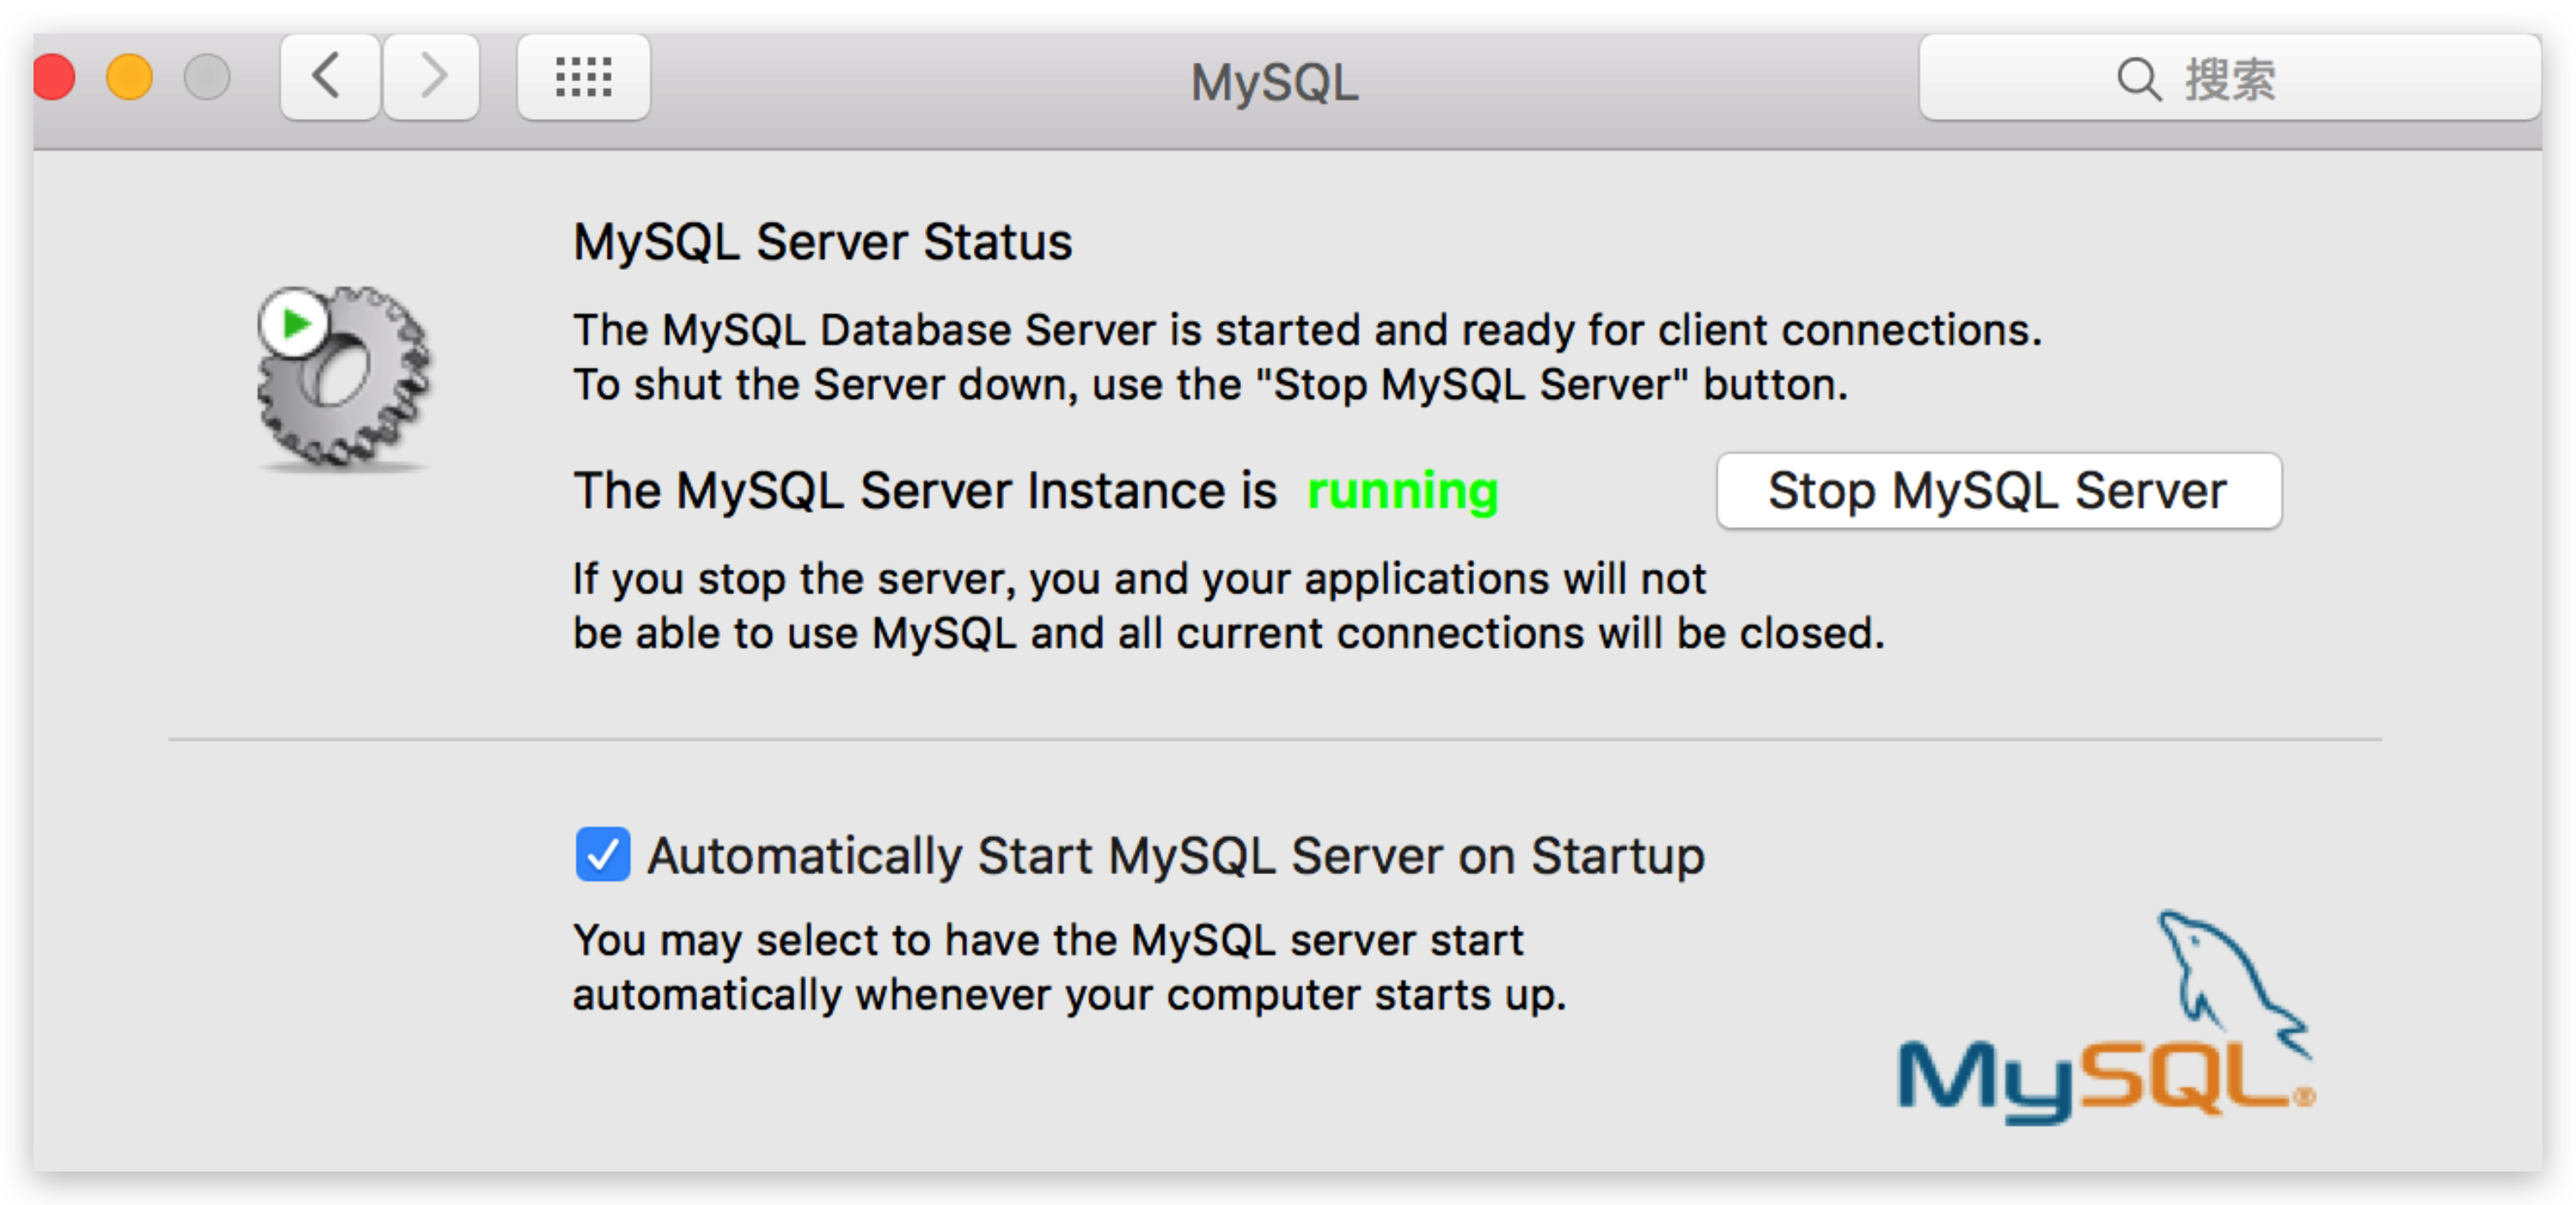 MySQL
搜索
MySQL Server Status
The MySQL Database Server is started and ready for client connections.
To shut the Server down, use the "Stop MySQL Server" button.
The MySQL Server Instance is running
Stop MySQL Server
If you stop the server, you and your applications will not
be able to use MySQL and all current connections will be closed.
Automatically Start MySQL Server on Startup
You may select to have the MySQL server start
automatically whenever your computer starts up.
MySQL®